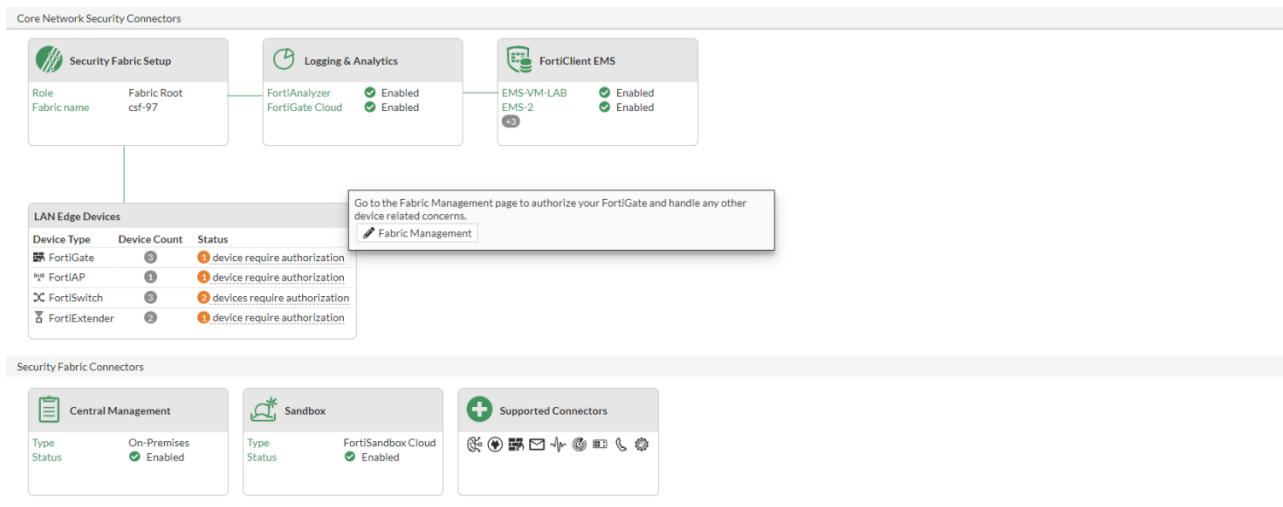 Core Network Security Connectors
Security Fabric Setup
Role Fabric Root
Fabric name csf-97
Logging & Analytics
FortiAnalyzer Enabled
FortiGate Cloud Enabled
FortiClient EMS
EMS-VM-LAB Enabled
EMS-2 Enabled
+3
LAN Edge Devices
Device Type Device Count Status
FortiGate 3 1 device require authorization
FortiAP 1 1 device require authorization
FortiSwitch 3 2 devices require authorization
FortiExtender 2 1 device require authorization
Go to the Fabric Management page to authorize your FortiGate and handle any other
device related concerns.
Fabric Management
Security Fabric Connectors
Central Management
Type On-Premises
Status Enabled
Sandbox
Type FortiSandbox Cloud
Status Enabled
Supported Connectors